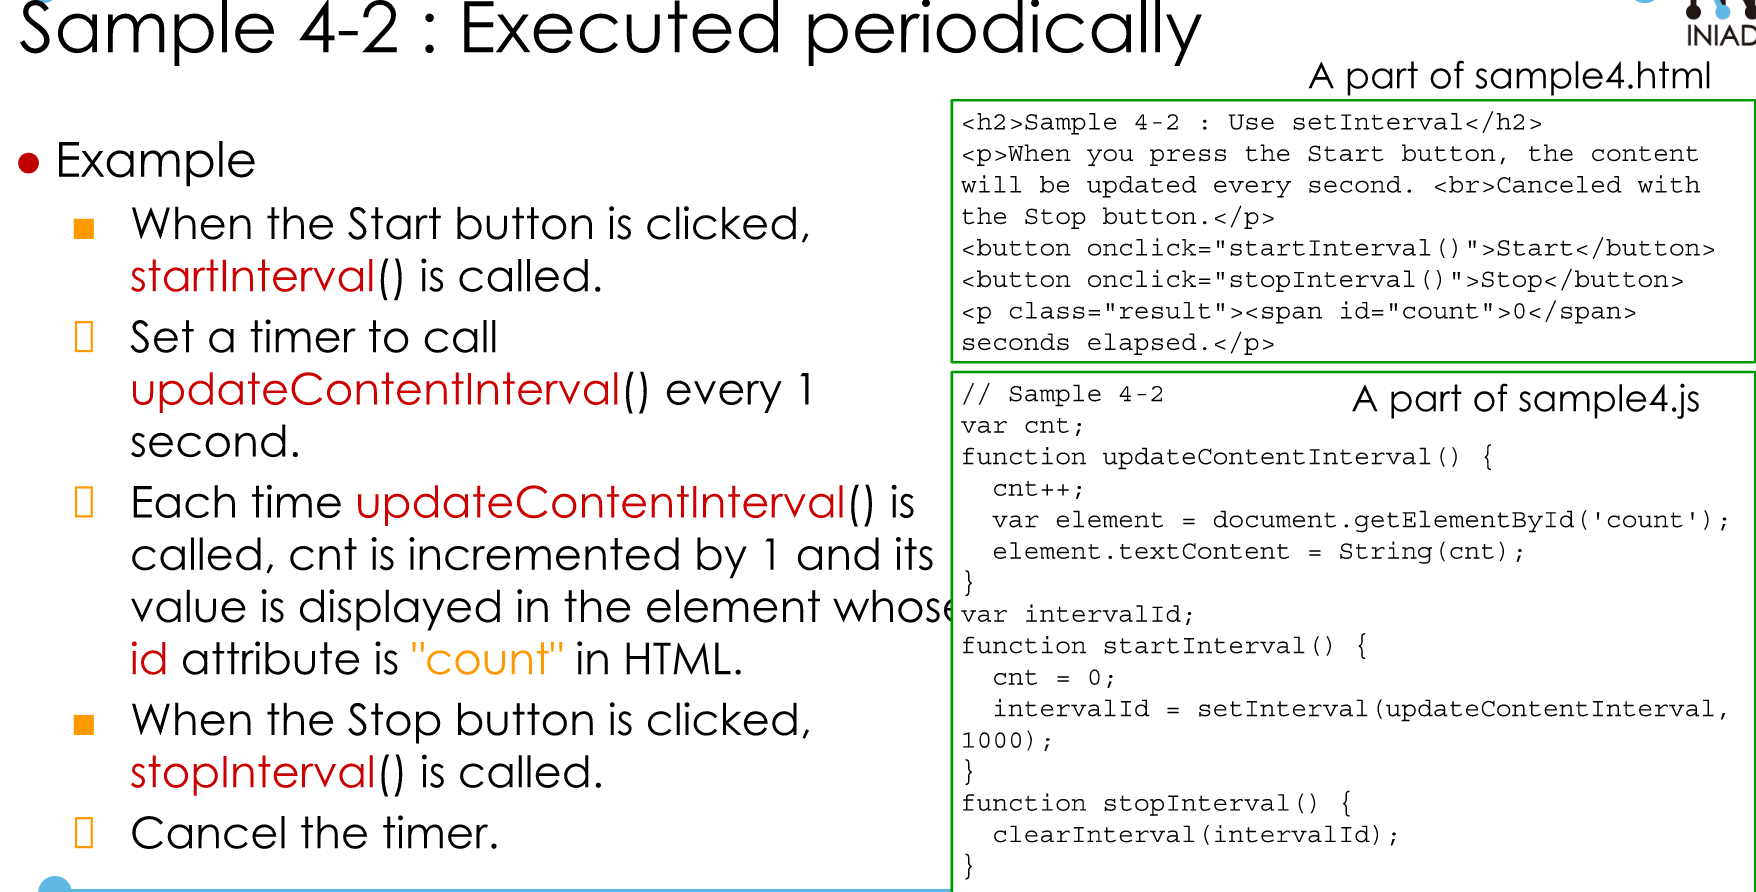 Sample 4-2 : Executed periodically
INIAD
A part of sample4.html
● Example
■ When the Start button is clicked,
startInterval() is called.
Set a timer to call
updateContentInterval() every 1
second.
Each time updateContentInterval() is
called, cnt is incremented by 1 and its
value is displayed in the element whose
id attribute is "count" in HTML.
■ When the Stop button is clicked,
stopInterval() is called.
Cancel the timer.
<h2>Sample 4-2 : Use setInterval</h2>
<p>When you press the Start button, the content
will be updated every second. <br>Canceled with
the Stop button.</p>
<button onclick="startInterval()">Start</button>
<button onclick="stopInterval()">Stop</button>
<p class="result"><span id="count">0</span>
seconds elapsed.</p>
A part of sample4.js
// Sample 4-2
var cnt;
function updateContentInterval() {
  cnt++;
  var element = document.getElementById('count');
  element.textContent = String(cnt);
}
var intervalId;
function startInterval() {
  cnt = 0;
  intervalId = setInterval(updateContentInterval,
1000);
}
function stopInterval() {
  clearInterval(intervalId);
}